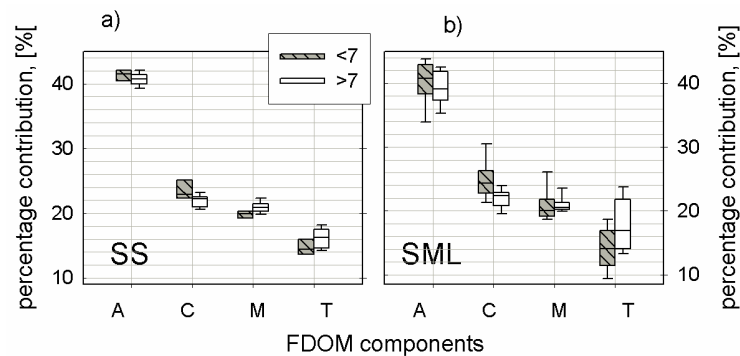 a)
b)
<7
>7
percentage contribution, [%[
40
30
20
10
SS
A C M T
SML
A C M T
40
30
20
10
percentage contribution, [%]
FDOM components